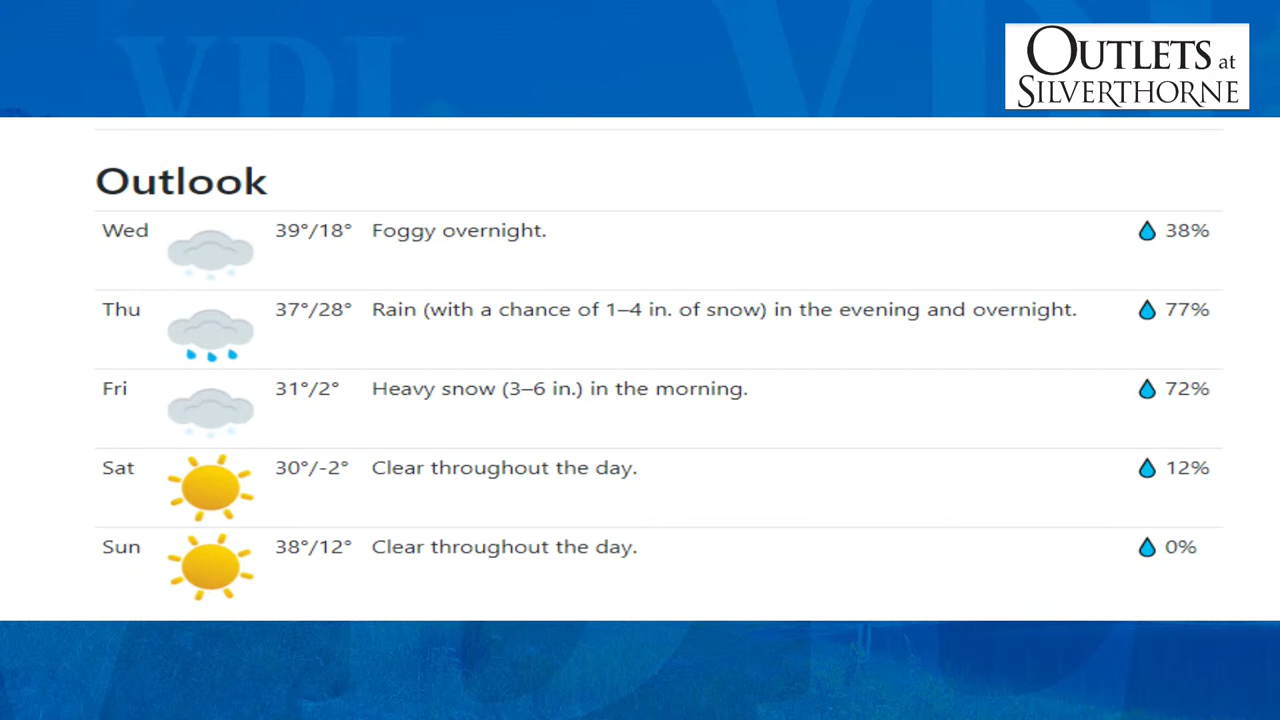 VDL
OUTLETS at
SILVERTHORNE
Outlook
Wed 39°/18° Foggy overnight. 38%
Thu 37°/28° Rain (with a chance of 1–4 in. of snow) in the evening and overnight. 77%
Fri 31°/2° Heavy snow (3–6 in.) in the morning. 72%
Sat 30°/-2° Clear throughout the day. 12%
Sun 38°/12° Clear throughout the day. 0%